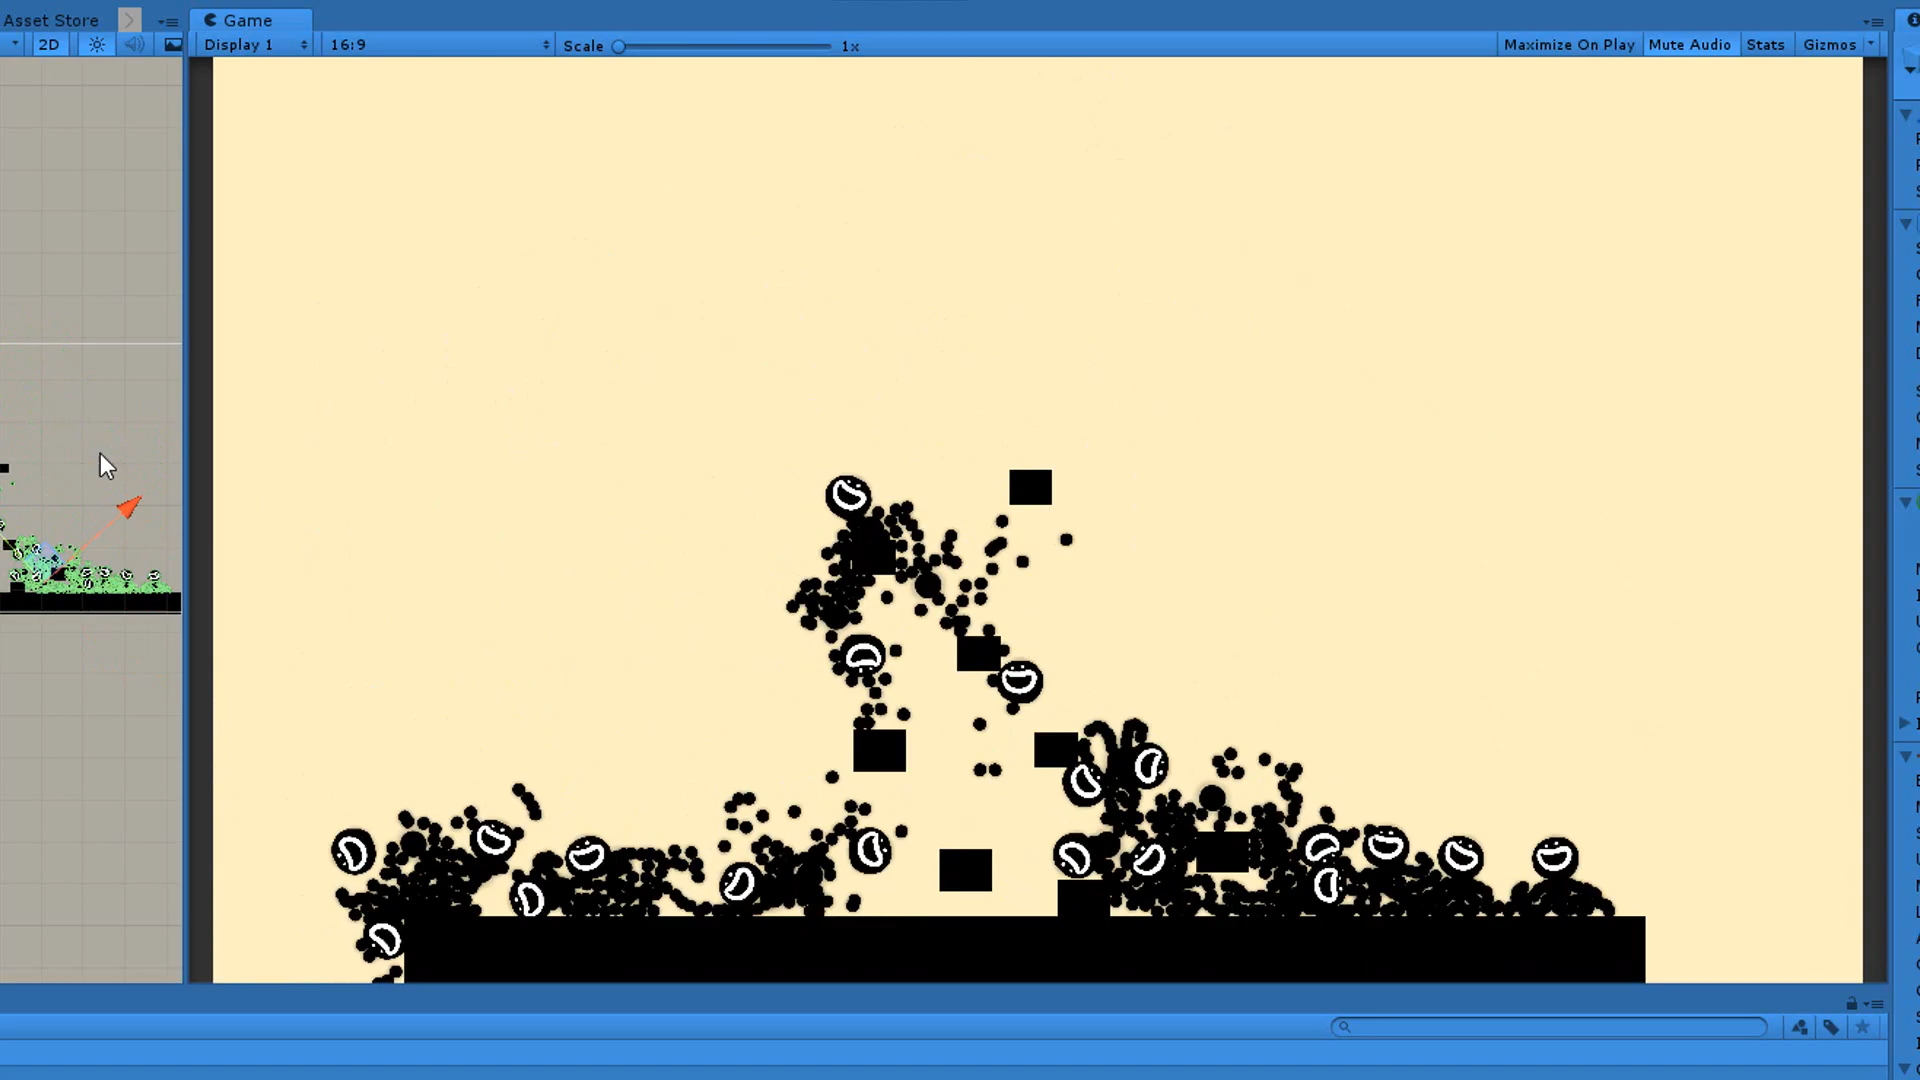 Asset Store
Game
2D
Display 1
16:9
Scale
1x
Maximize On Play
Mute Audio
Stats
Gizmos